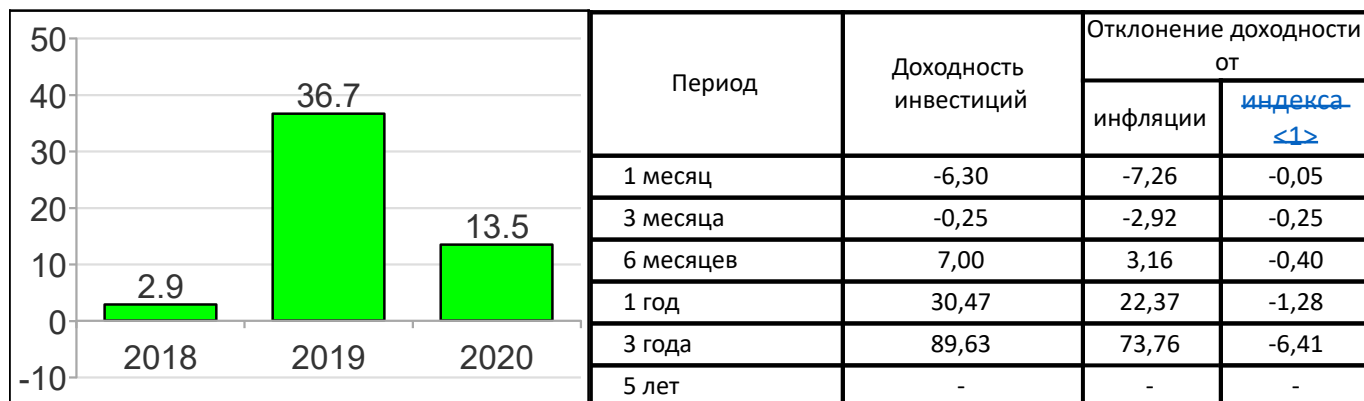 50
40
30
20
10
0
-10
2.9
36.7
13.5
2018 2019 2020
Период
Доходность
инвестиций
Отклонение доходности
от
инфляции
индекса
<1>
1 месяц -6,30 -7,26 -0,05
3 месяца -0,25 -2,92 -0,25
6 месяцев 7,00 3,16 -0,40
1 год 30,47 22,37 -1,28
3 года 89,63 73,76 -6,41
5 лет - - -